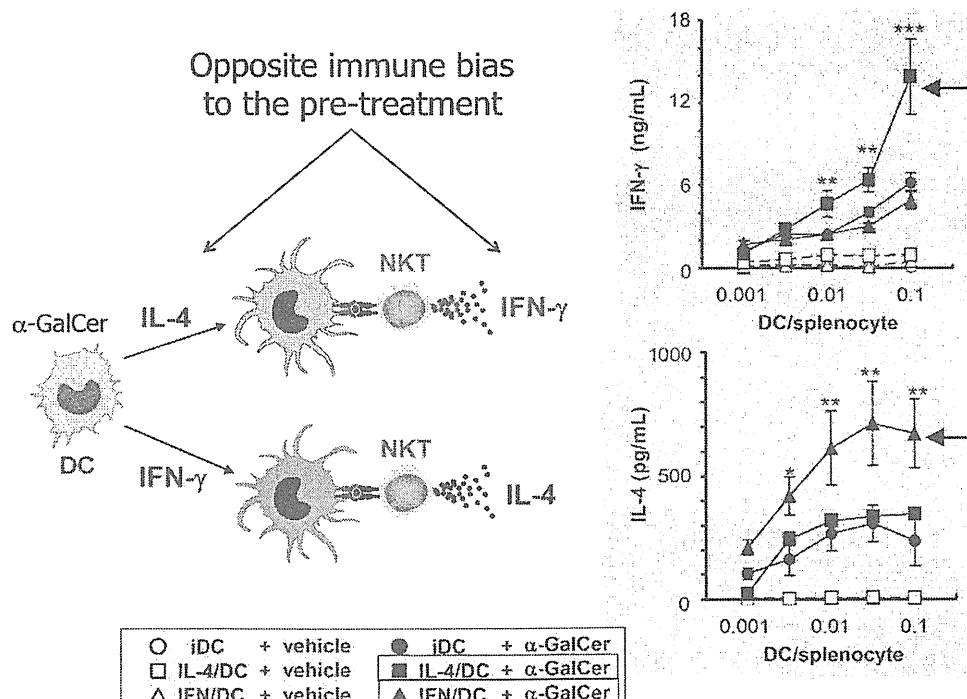 Opposite immune bias
to the pre-treatment
α-GalCer
IL-4
NKT
IFN-γ
DC
IFN-γ
NKT
IL-4
18
12
6
0
IFN-γ (ng/mL)
*
**
**
***
0.001 0.01 0.1
DC/splenocyte
1000
500
0
IL-4 (pg/mL)
*
**
**
**
0.001 0.01 0.1
DC/splenocyte
iDC + vehicle
IL-4/DC + vehicle
IFN/DC + vehicle
iDC + α-GalCer
IL-4/DC + α-GalCer
IFN/DC + α-GalCer